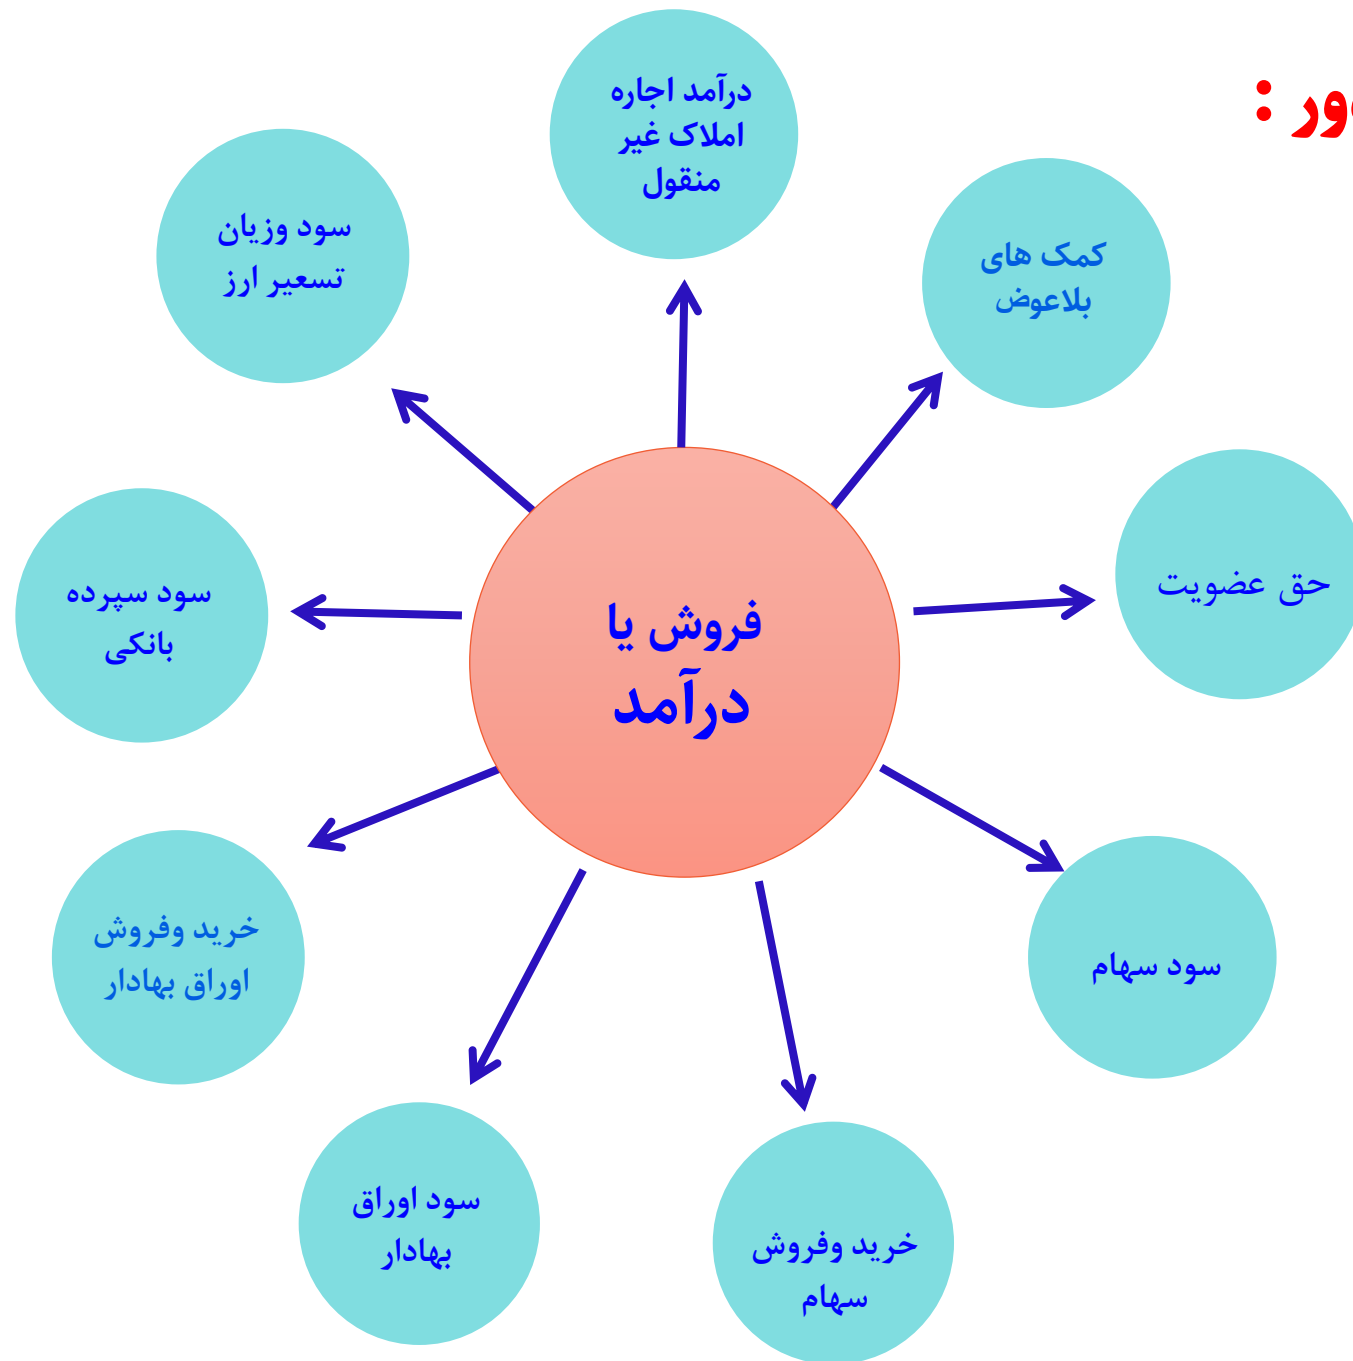 درآمد اجاره
املاک غیر
منقول
کمک های
بلاعوض
حق عضویت
سود سهام
خرید وفروش
سهام
سود اوراق
بهادار
خرید وفروش
اوراق بهادار
سود سپرده
بانکی
سود وزیان
تسعیر ارز
فروش یا
درآمد